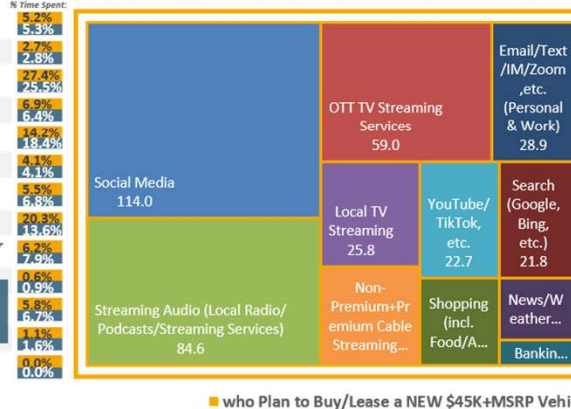 % Time Spent:
5.2%
5.3%
2.7%
2.8%
27.4%
25.5%
6.9%
6.4%
14.2%
18.4%
4.1%
4.1%
5.5%
6.8%
20.3%
13.6%
6.2%
7.9%
0.6%
0.9%
5.8%
6.7%
1.1%
1.6%
0.0%
0.0%
Social Media
114.0
Streaming Audio (Local Radio/
Podcasts/Streaming Services)
84.6
OTT TV Streaming
Services
59.0
Email/Text
/IM/Zoom
,etc.
(Personal
& Work)
28.9
Local TV
Streaming
25.8
YouTube/
TikTok,
etc.
22.7
Search
(Google,
Bing,
etc.)
21.8
Non-
Premium+Pr
emium Cable
Streaming...
Shopping
(incl.
Food/A...
News/W
eather...
Bankin...
who Plan to Buy/Lease a NEW $45K+MSRP Vehi